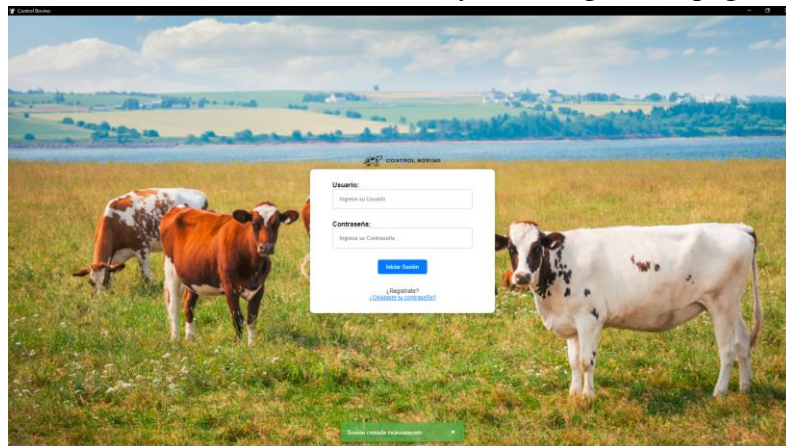 Control Bovino
CONTROL BOVINO
Usuario:
Ingrese su Usuario
Contraseña:
Ingrese su Contraseña
Iniciar Sesión
¿Registrate?
¿Olvidaste tu contraseña?
Sesión cerrada exitosamente ×